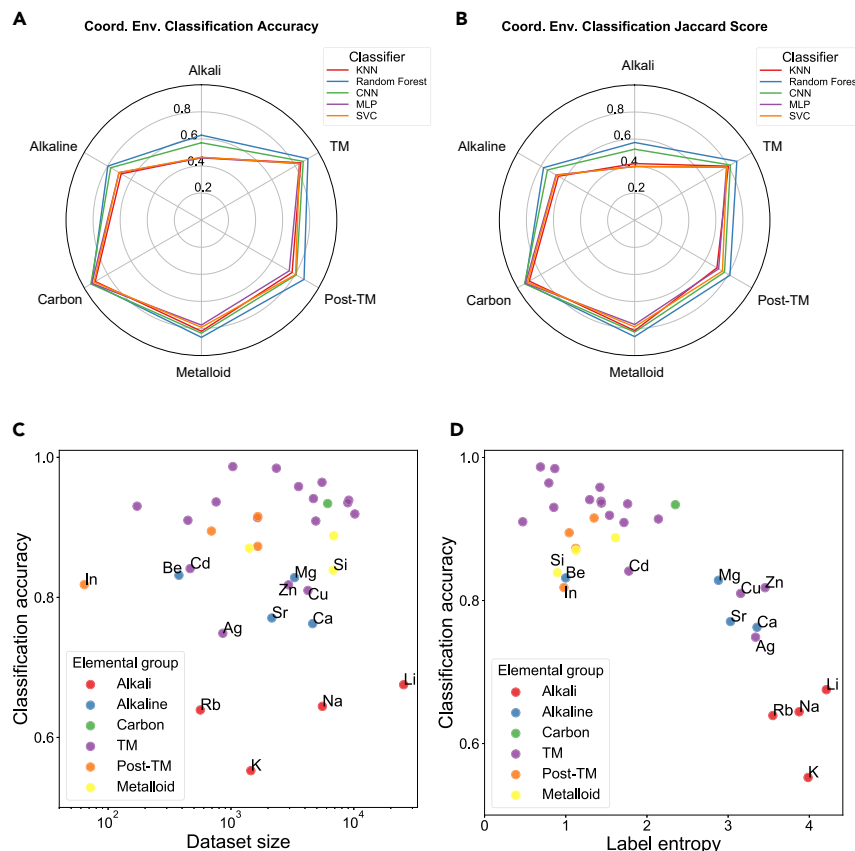 A
Coord. Env. Classification Accuracy
Classifier
KNN
Random Forest
CNN
MLP
SVC
Alkali
TM
Post-TM
Metalloid
Carbon
Alkaline
0.8
0.6
0.4
0.2
B
Coord. Env. Classification Jaccard Score
Classifier
KNN
Random Forest
CNN
MLP
SVC
Alkali
TM
Post-TM
Metalloid
Carbon
Alkaline
0.8
0.6
0.4
0.2
C
1.0
0.8
0.6
Classification accuracy
In
Be
Cd
Mg
Si
Zn
Cu
Sr
Ca
Ag
Li
Rb
Na
K
Elemental group
Alkali
Alkaline
Carbon
TM
Post-TM
Metalloid
10²
10³
10⁴
Dataset size
D
1.0
0.8
0.6
Classification accuracy
Si
Be
In
Cd
Mg
Zn
Cu
Sr
Ca
Ag
Li
Rb
Na
K
Elemental group
Alkali
Alkaline
Carbon
TM
Post-TM
Metalloid
0
1
2
3
4
Label entropy